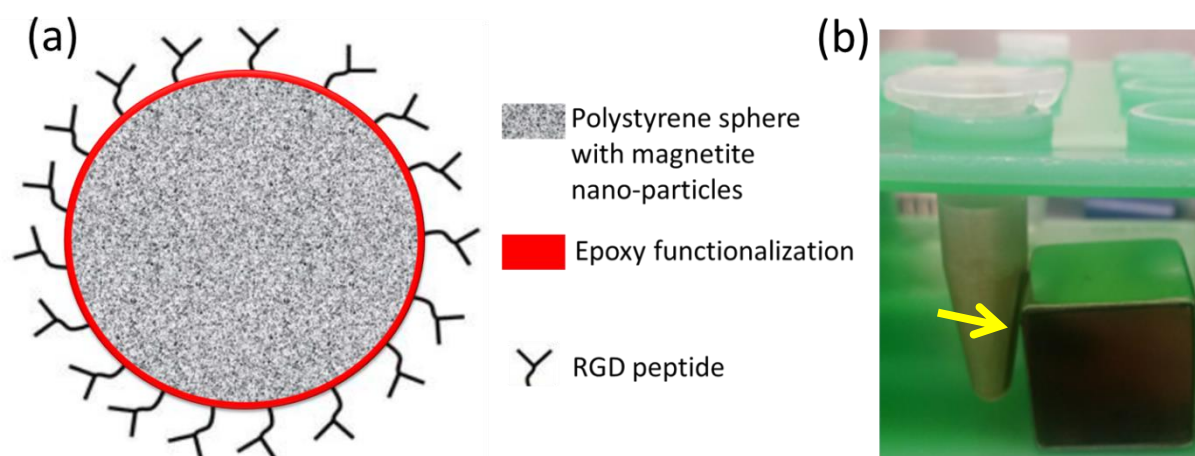 (a)
(b)
Polystyrene sphere
with magnetite
nano-particles
Epoxy functionalization
RGD peptide